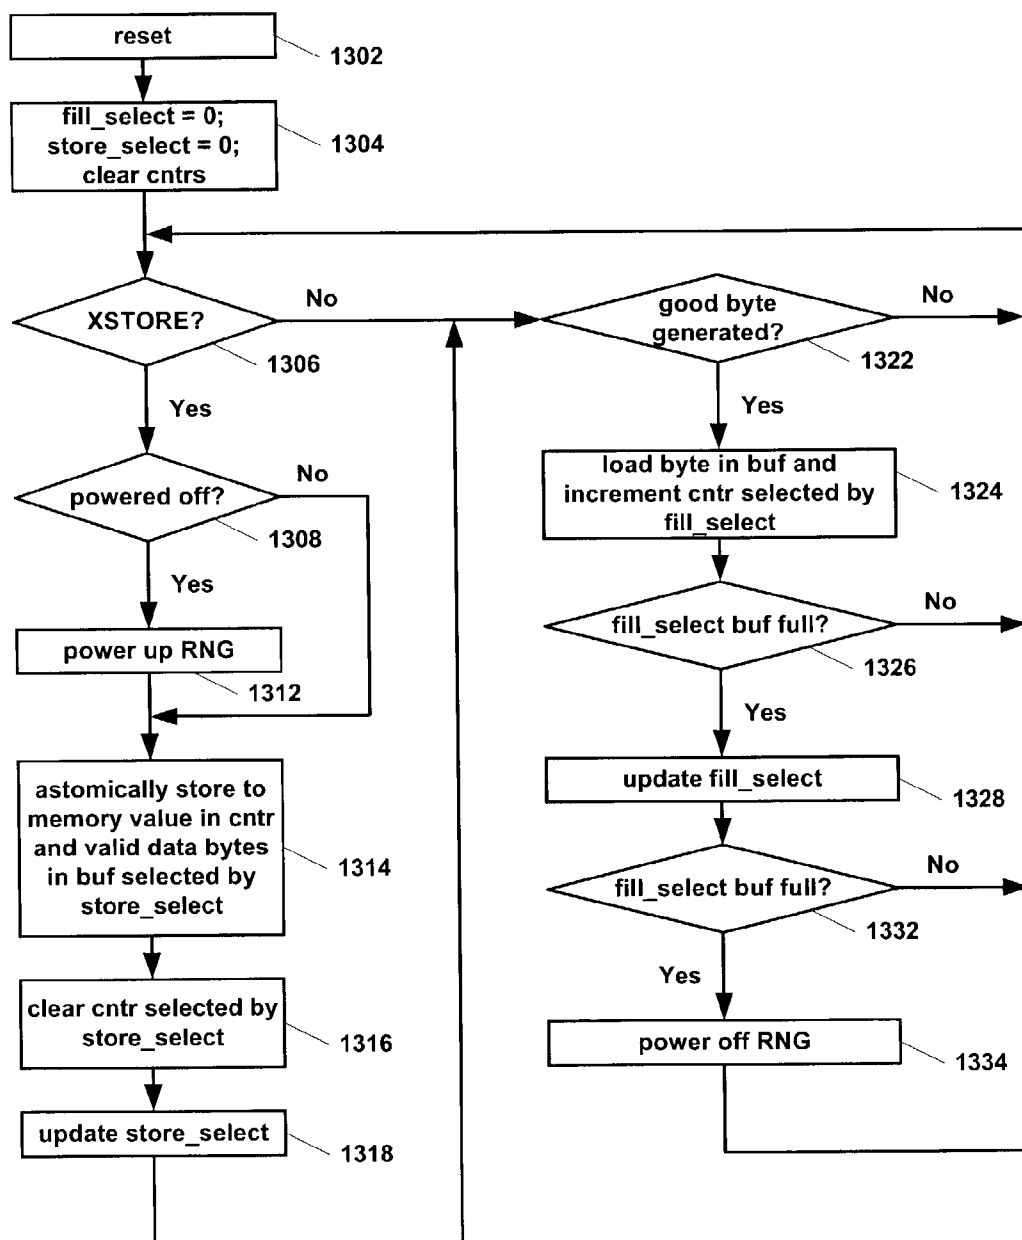 reset
1302
fill_select = 0;
store_select = 0;
clear cntrs
1304
XSTORE?
No
1306
Yes
powered off?
No
1308
Yes
power up RNG
1312
astomically store to
memory value in cntr
and valid data bytes
in buf selected by
store_select
1314
clear cntr selected by
store_select
1316
update store_select
1318
good byte
generated?
No
1322
Yes
load byte in buf and
increment cntr selected by
fill_select
1324
fill_select buf full?
No
1326
Yes
update fill_select
1328
fill_select buf full?
No
1332
Yes
power off RNG
1334